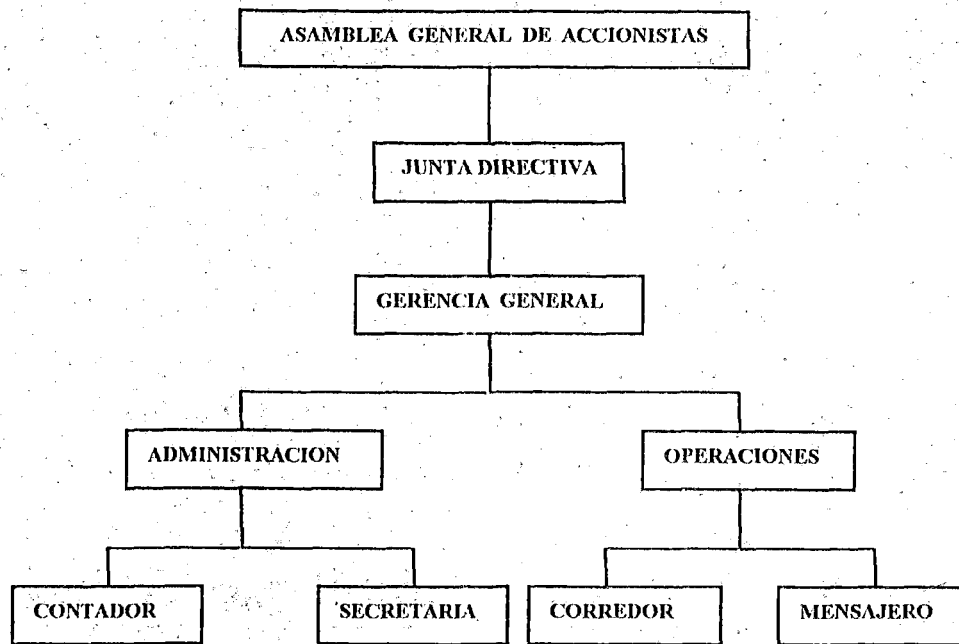 ASAMBLEA GENERAL DE ACCIONISTAS
JUNTA DIRECTIVA
GERENCIA GENERAL
ADMINISTRACION
OPERACIONES
CONTADOR
SECRETARIA
CORREDOR
MENSAJERO